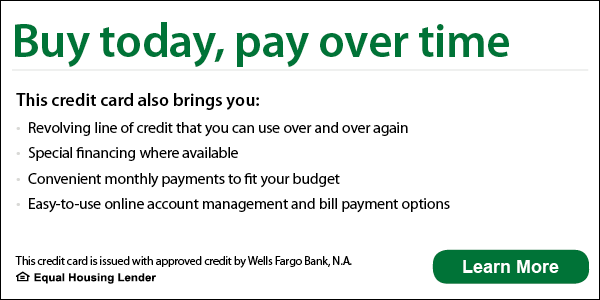 Buy today, pay over time
This credit card also brings you:
· Revolving line of credit that you can use over and over again
· Special financing where available
· Convenient monthly payments to fit your budget
· Easy-to-use online account management and bill payment options
This credit card is issued with approved credit by Wells Fargo Bank, N.A.
Equal Housing Lender
Learn More